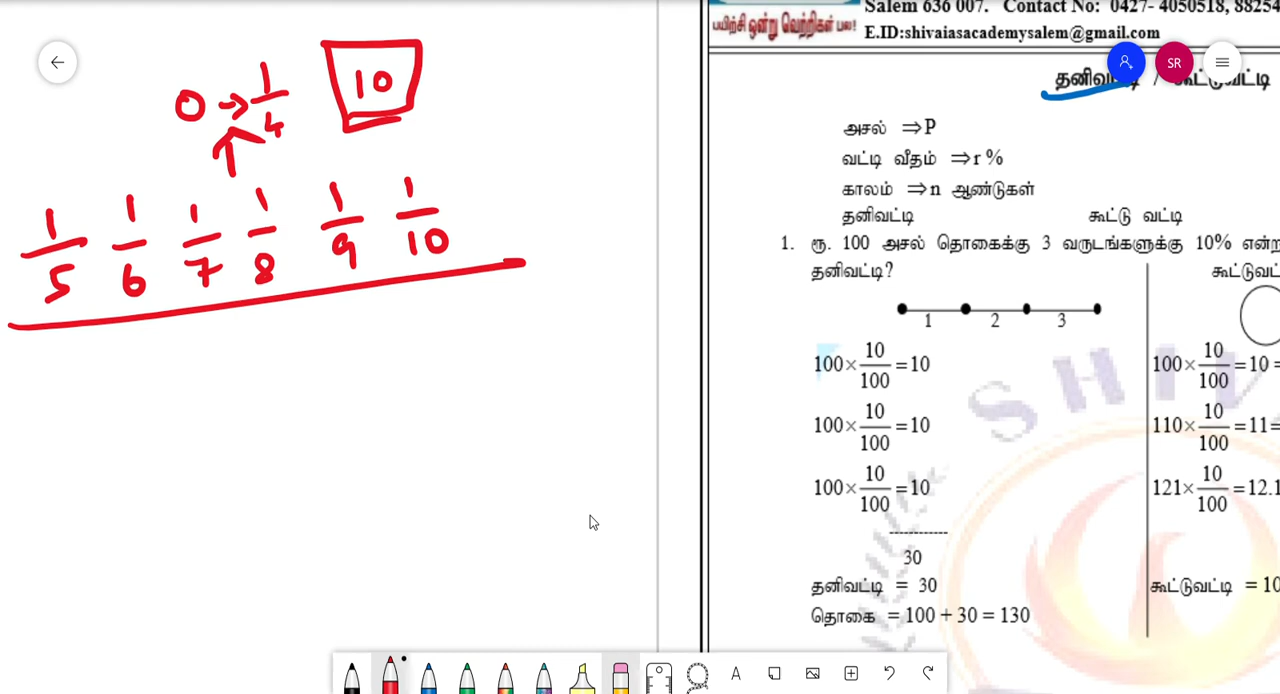 0 → 1/4 10
1/5 1/6 1/7 1/8 1/9 1/10
Salem 636 007. Contact No: 0427- 4050518, 88254
பயிற்சி ஒன்று வெற்றிகள் பல!
E.ID:shivaiasacademysalem@gmail.com
SR
தனிவட்டி / கூட்டுவட்டி
அசல் ⇒P
வட்டி வீதம் ⇒r%
காலம் ⇒n ஆண்டுகள்
தனிவட்டி கூட்டு வட்டி
1. ரூ. 100 அசல் தொகைக்கு 3 வருடங்களுக்கு 10%
தனிவட்டி?
1 2 3
100×10/100=10 100×10/100=10=
100×10/100=10 110×10/100=11=
100×10/100=10 121×10/100=12.1
30
தனிவட்டி = 30 கூட்டுவட்டி = 10
தொகை = 100 + 30 = 130
SHIV
A